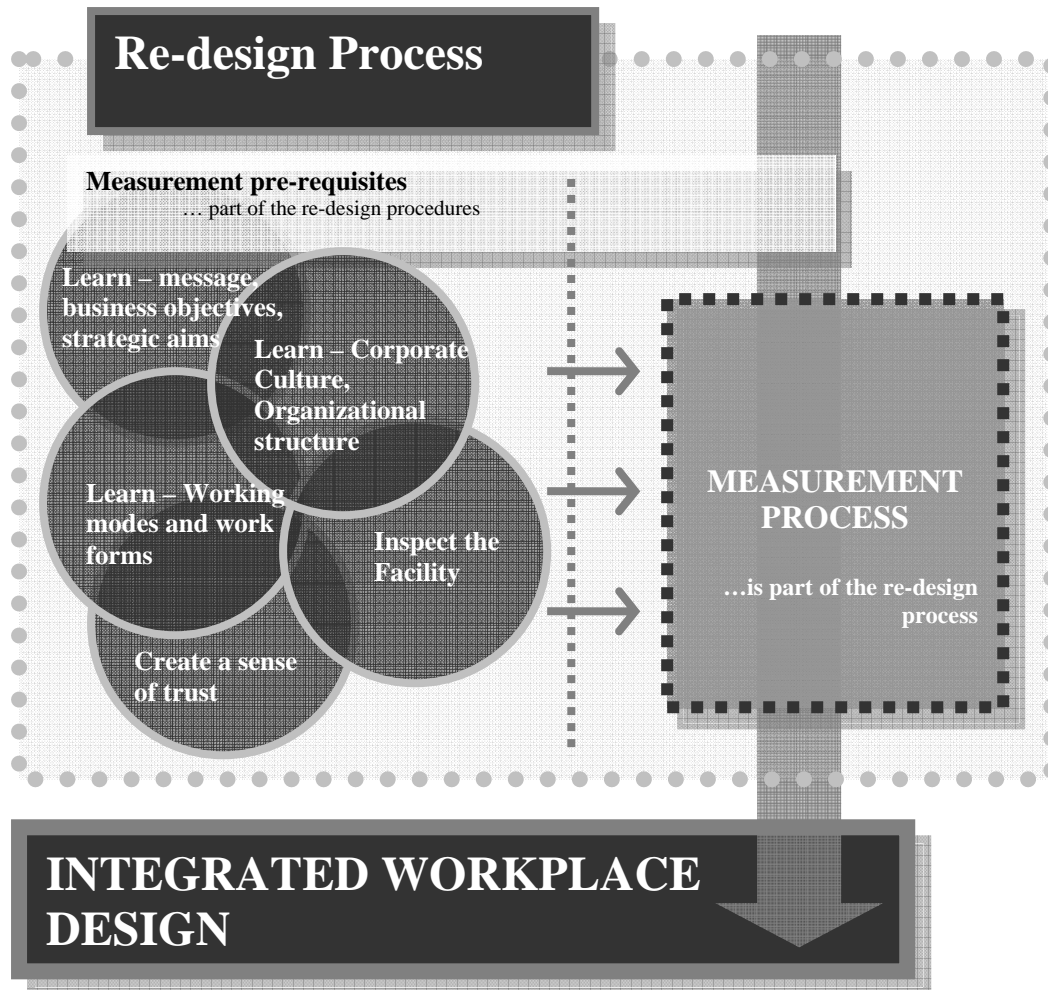 Re-design Process
Measurement pre-requisites
… part of the re-design procedures
Learn – message,
business objectives,
strategic aims
Learn – Corporate
Culture,
Organizational
structure
Learn – Working
modes and work
forms
Inspect the
Facility
Create a sense
of trust
MEASUREMENT
PROCESS
…is part of the re-design
process
INTEGRATED WORKPLACE
DESIGN